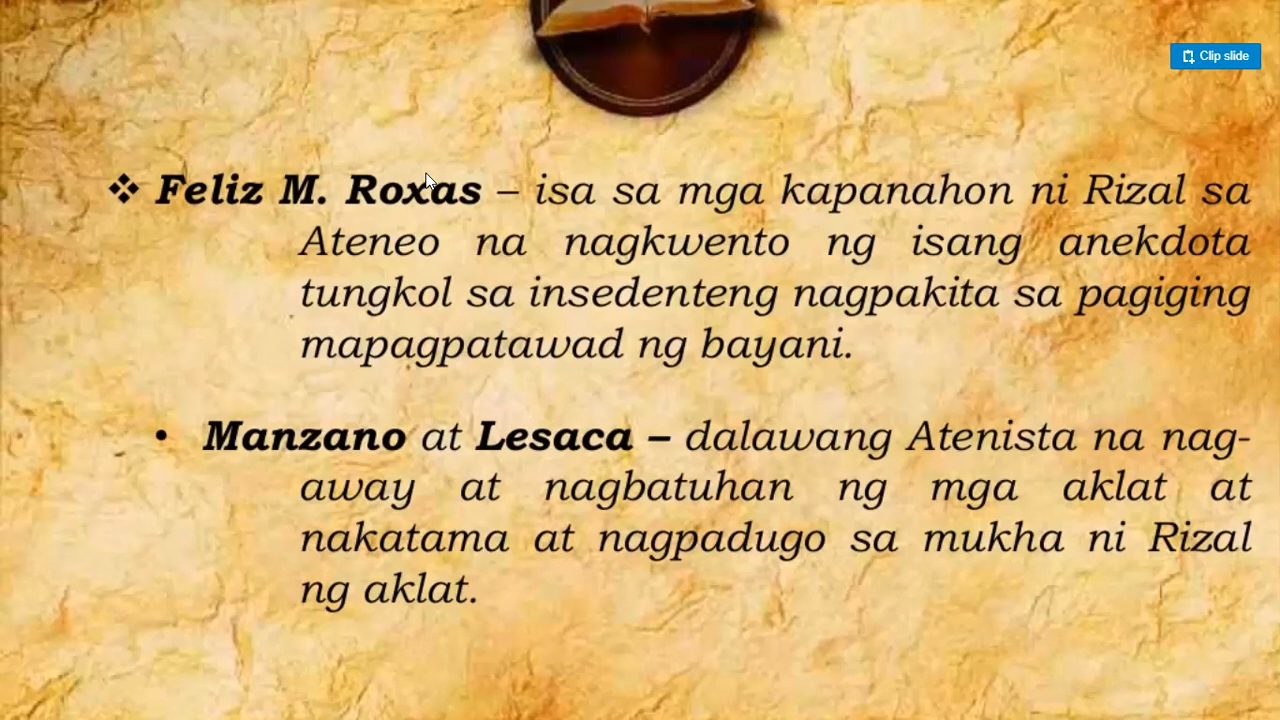 Clip slide
❖ Feliz M. Roxas – isa sa mga kapanahon ni Rizal sa
Ateneo na nagkwento ng isang anekdota
tungkol sa insedenteng nagpakita sa pagiging
mapagpatawad ng bayani.
• Manzano at Lesaca – dalawang Atenista na nag-
away at nagbatuhan ng mga aklat at
nakatama at nagpadugo sa mukha ni Rizal
ng aklat.